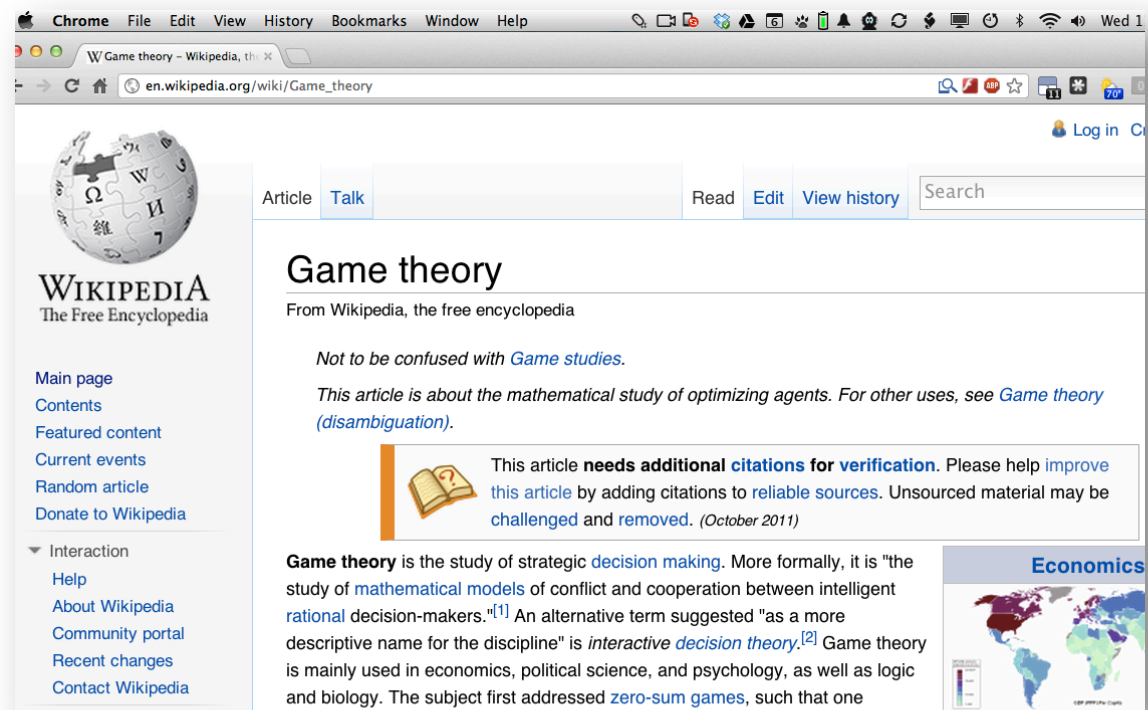 Chrome File Edit View History Bookmarks Window Help 6 Wed 1
W Game theory – Wikipedia, th
en.wikipedia.org/wiki/Game_theory ABP 11 70° 0
Log in Cr
Ω W И 維 7
Article Talk Read Edit View history Search
WIKIPEDIA
The Free Encyclopedia
Game theory
From Wikipedia, the free encyclopedia
Not to be confused with Game studies.
This article is about the mathematical study of optimizing agents. For other uses, see Game theory
(disambiguation).
Main page
Contents
Featured content
Current events
Random article
Donate to Wikipedia
Interaction
Help
About Wikipedia
Community portal
Recent changes
Contact Wikipedia
?
This article needs additional citations for verification. Please help improve
this article by adding citations to reliable sources. Unsourced material may be
challenged and removed. (October 2011)
Game theory is the study of strategic decision making. More formally, it is "the
study of mathematical models of conflict and cooperation between intelligent
rational decision-makers."[1] An alternative term suggested "as a more
descriptive name for the discipline" is interactive decision theory.[2] Game theory
is mainly used in economics, political science, and psychology, as well as logic
and biology. The subject first addressed zero-sum games, such that one
Economics